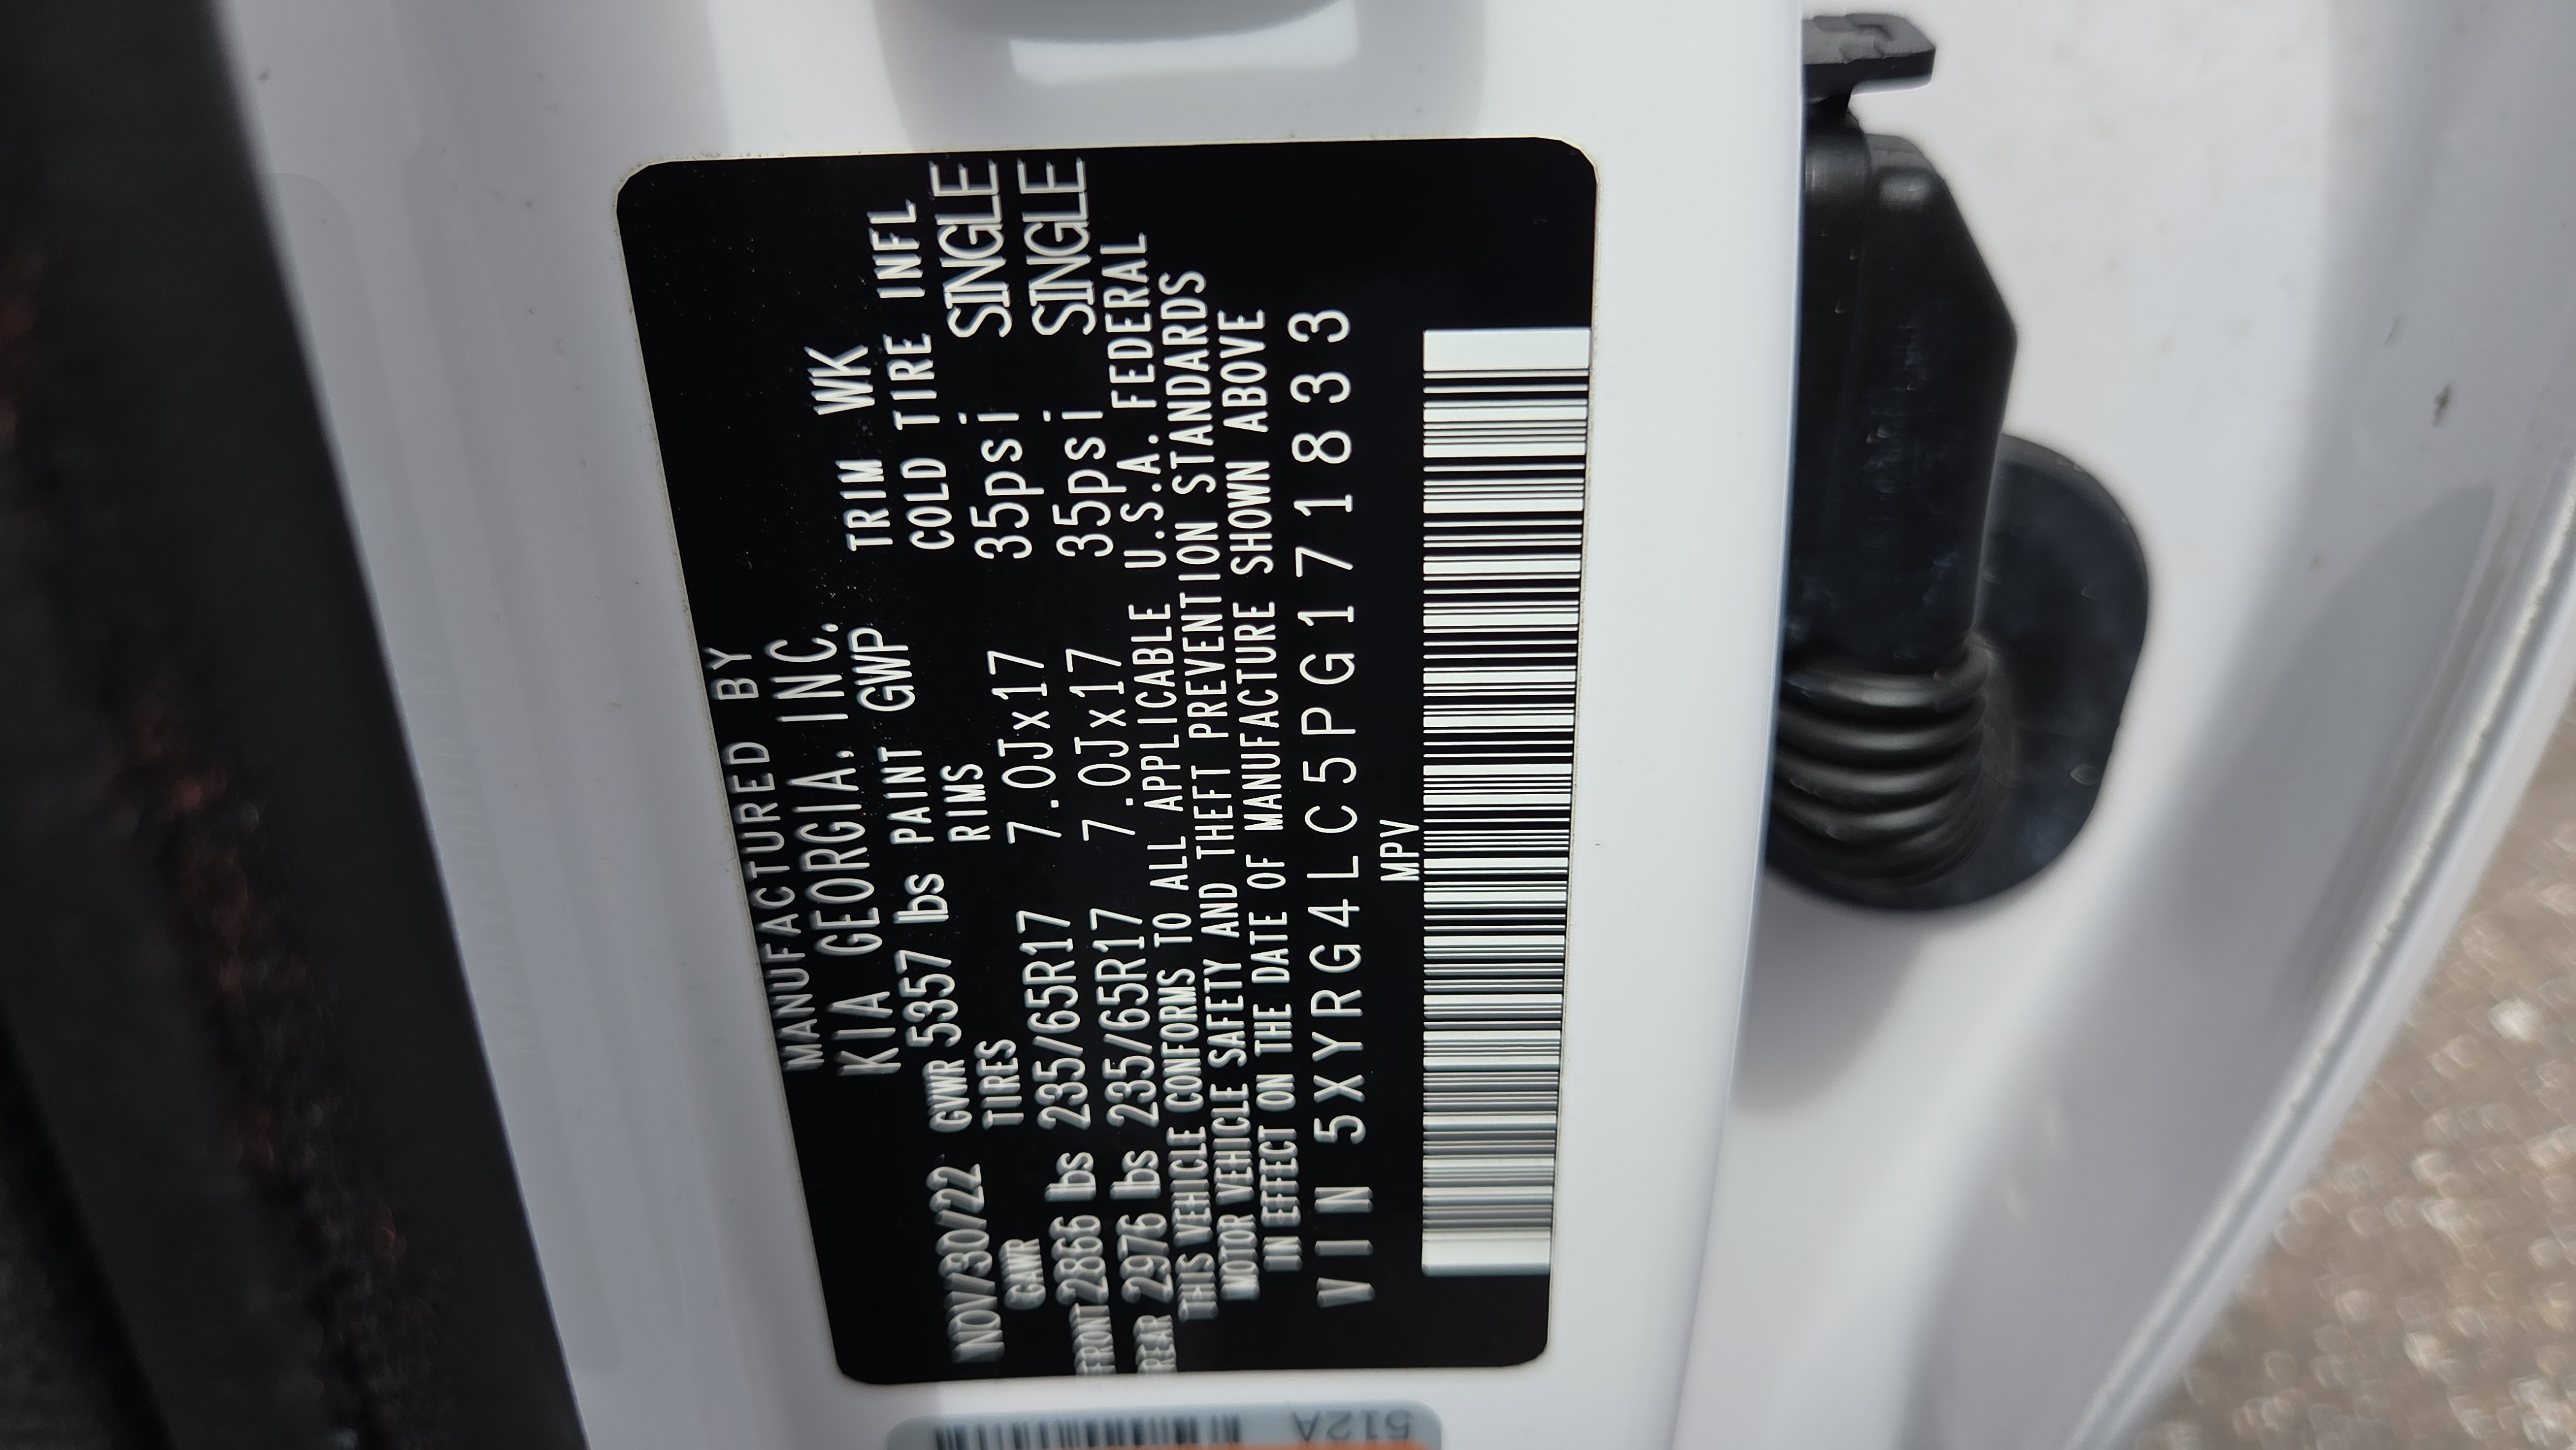 MANUFACTURED BY
KIA GEORGIA, INC.
NOV/30/22 GVWR 5357 lbs PAINT GWP TRIM WK
GAWR TIRES RIMS COLD TIRE INFL
FRONT 2866 lbs 235/65R17 7.0Jx17 35psi SINGLE
REAR 2976 lbs 235/65R17 7.0Jx17 35psi SINGLE
THIS VEHICLE CONFORMS TO ALL APPLICABLE U.S.A. FEDERAL
MOTOR VEHICLE SAFETY AND THEFT PREVENTION STANDARDS
IN EFFECT ON THE DATE OF MANUFACTURE SHOWN ABOVE
VIN 5XYRG4LC5PG171833
MPV
512A